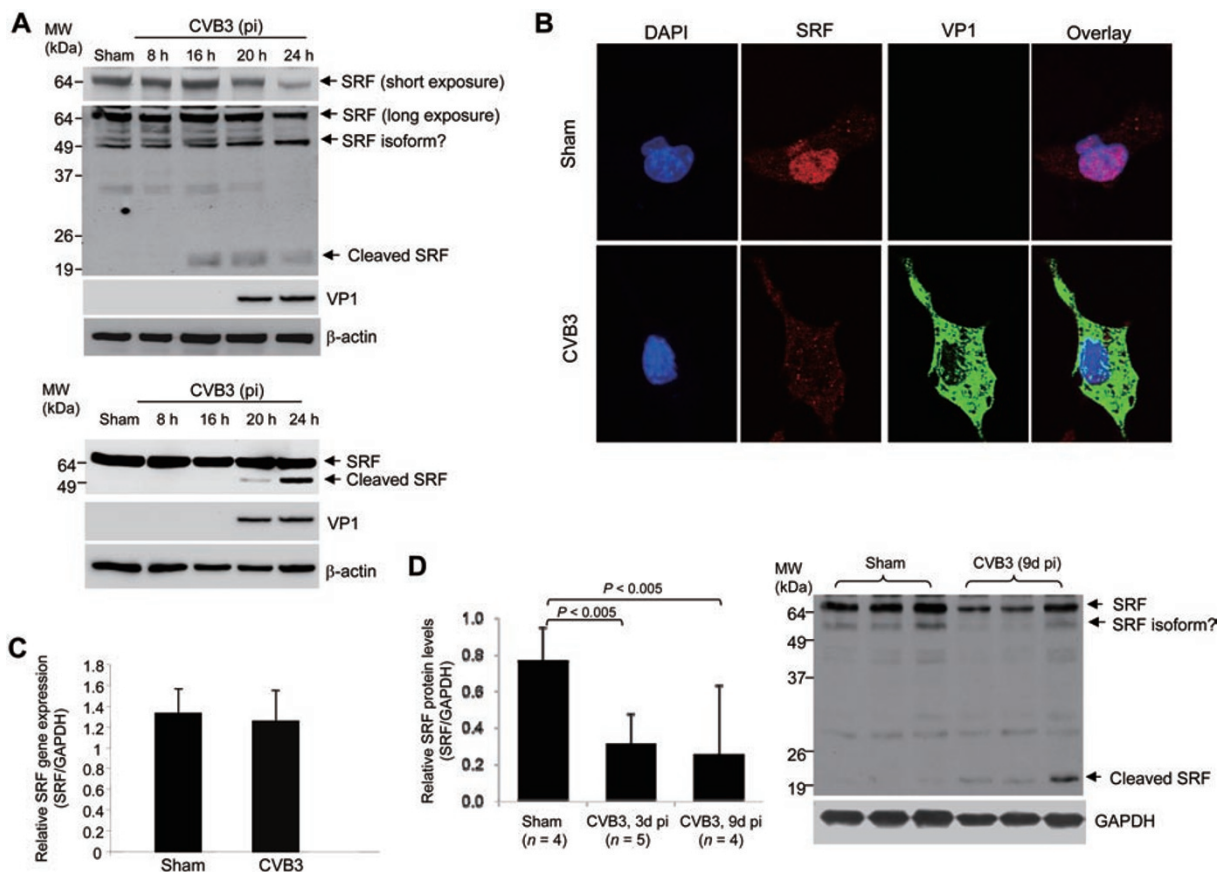 A
MW
(kDa)
CVB3 (pi)
Sham 8 h 16 h 20 h 24 h
64
SRF (short exposure)
64
SRF (long exposure)
SRF isoform?
49
37
26
Cleaved SRF
19
VP1
β-actin
MW
(kDa)
CVB3 (pi)
Sham 8 h 16 h 20 h 24 h
64
SRF
49
Cleaved SRF
VP1
β-actin
B
DAPI SRF VP1 Overlay
Sham
CVB3
C
Relative SRF gene expression
(SRF/GAPDH)
1.8
1.6
1.4
1.2
1
0.8
0.6
0.4
0.2
0
Sham CVB3
D
Relative SRF protein levels
(SRF/GAPDH)
1.0
0.8
0.6
0.4
0.2
0.0
P < 0.005
P < 0.005
Sham CVB3, 3d pi CVB3, 9d pi
(n = 4) (n = 5) (n = 4)
MW
(kDa)
Sham CVB3 (9d pi)
64
SRF
SRF isoform?
49
37
26
Cleaved SRF
19
GAPDH